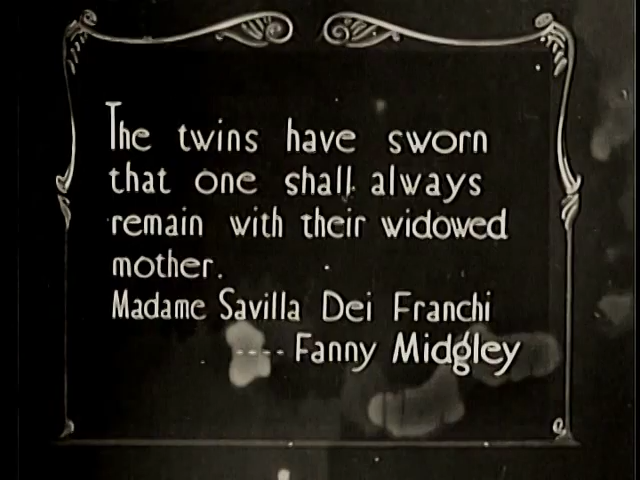 The twins have sworn
that one shall always
remain with their widowed
mother.
Madame Savilla Dei Franchi
---- Fanny Midgley